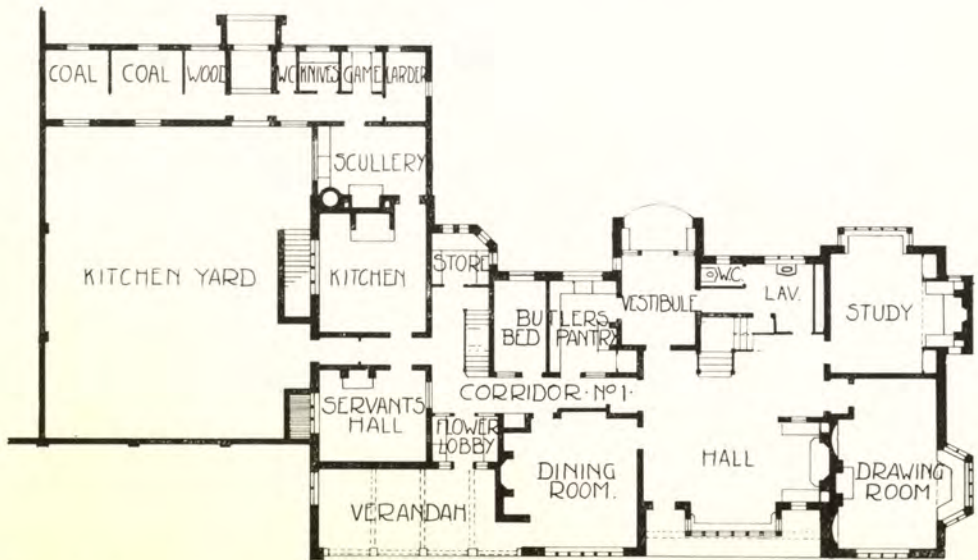 COAL
COAL
WOOD
WC
KNIVES
GAME
LARDER
SCULLERY
KITCHEN YARD
KITCHEN
STORE
BUTLERS
BED
PANTRY
VESTIBULE
W.C.
LAV.
STUDY
CORRIDOR·Nº1·
SERVANTS
HALL
FLOWER
LOBBY
DINING
ROOM.
HALL
DRAWING
ROOM
VERANDAH